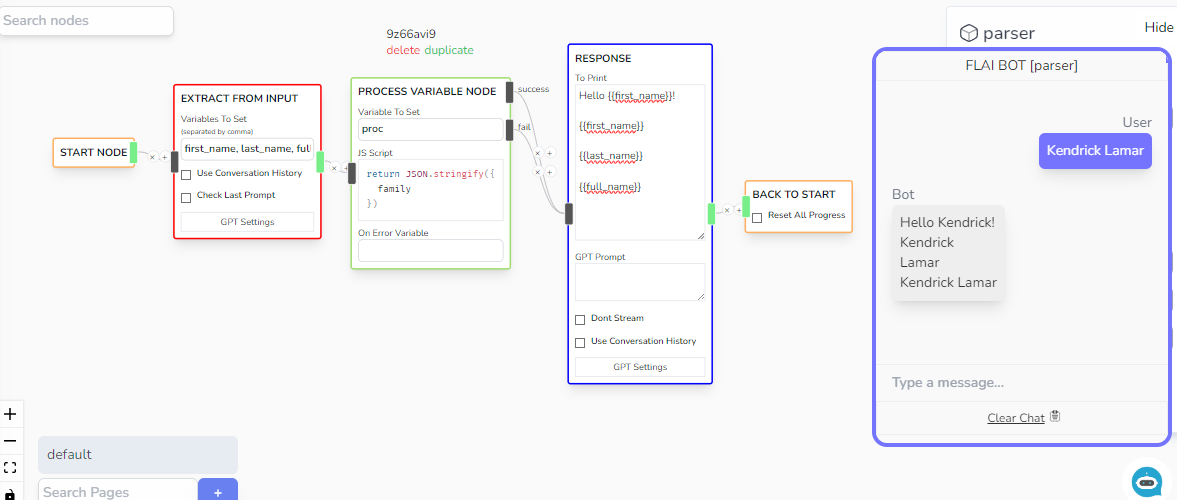 Search nodes
9z66avi9
delete duplicate
START NODE
EXTRACT FROM INPUT
Variables To Set
(separated by comma)
first_name, last_name, full
Use Conversation History
Check Last Prompt
GPT Settings
PROCESS VARIABLE NODE
Variable To Set
proc
JS Script
return JSON.stringify({
family
})
On Error Variable
success
fail
RESPONSE
To Print
Hello {{first_name}}!
{{first_name}}
{{last_name}}
{{full_name}}
GPT Prompt
Dont Stream
Use Conversation History
GPT Settings
BACK TO START
Reset All Progress
parser
Hide
FLAI BOT [parser]
User
Kendrick Lamar
Bot
Hello Kendrick!
Kendrick
Lamar
Kendrick Lamar
Type a message...
Clear Chat
default
Search Pages
+